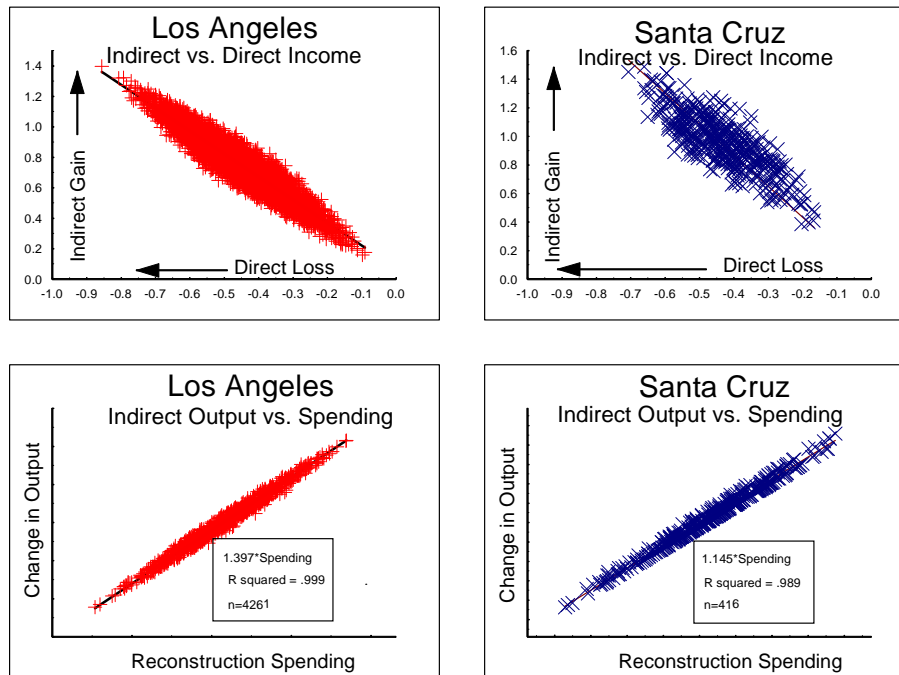 Los Angeles
Indirect vs. Direct Income
1.4
1.2
1.0
0.8
0.6
0.4
0.2
0.0
Indirect Gain
Direct Loss
-1.0 -0.9 -0.8 -0.7 -0.6 -0.5 -0.4 -0.3 -0.2 -0.1 0.0
Santa Cruz
Indirect vs. Direct Income
1.6
1.4
1.2
1.0
0.8
0.6
0.4
0.2
0.0
Indirect Gain
Direct Loss
-1.0 -0.9 -0.8 -0.7 -0.6 -0.5 -0.4 -0.3 -0.2 -0.1 0.0
Los Angeles
Indirect Output vs. Spending
Change in Output
1.397*Spending
R squared = .999
n=4261
Reconstruction Spending
Santa Cruz
Indirect Output vs. Spending
Change in Output
1.145*Spending
R squared = .989
n=416
Reconstruction Spending